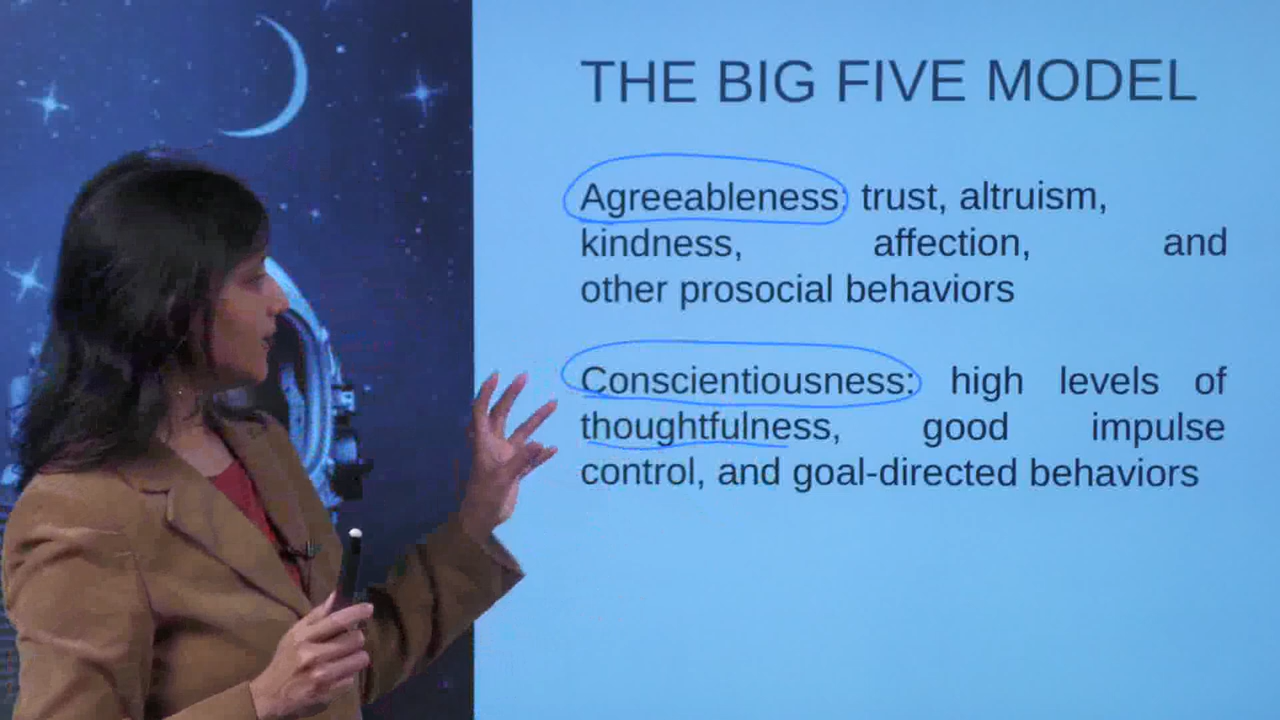 THE BIG FIVE MODEL
Agreeableness: trust, altruism,
kindness, affection, and
other prosocial behaviors
Conscientiousness: high levels of
thoughtfulness, good impulse
control, and goal-directed behaviors